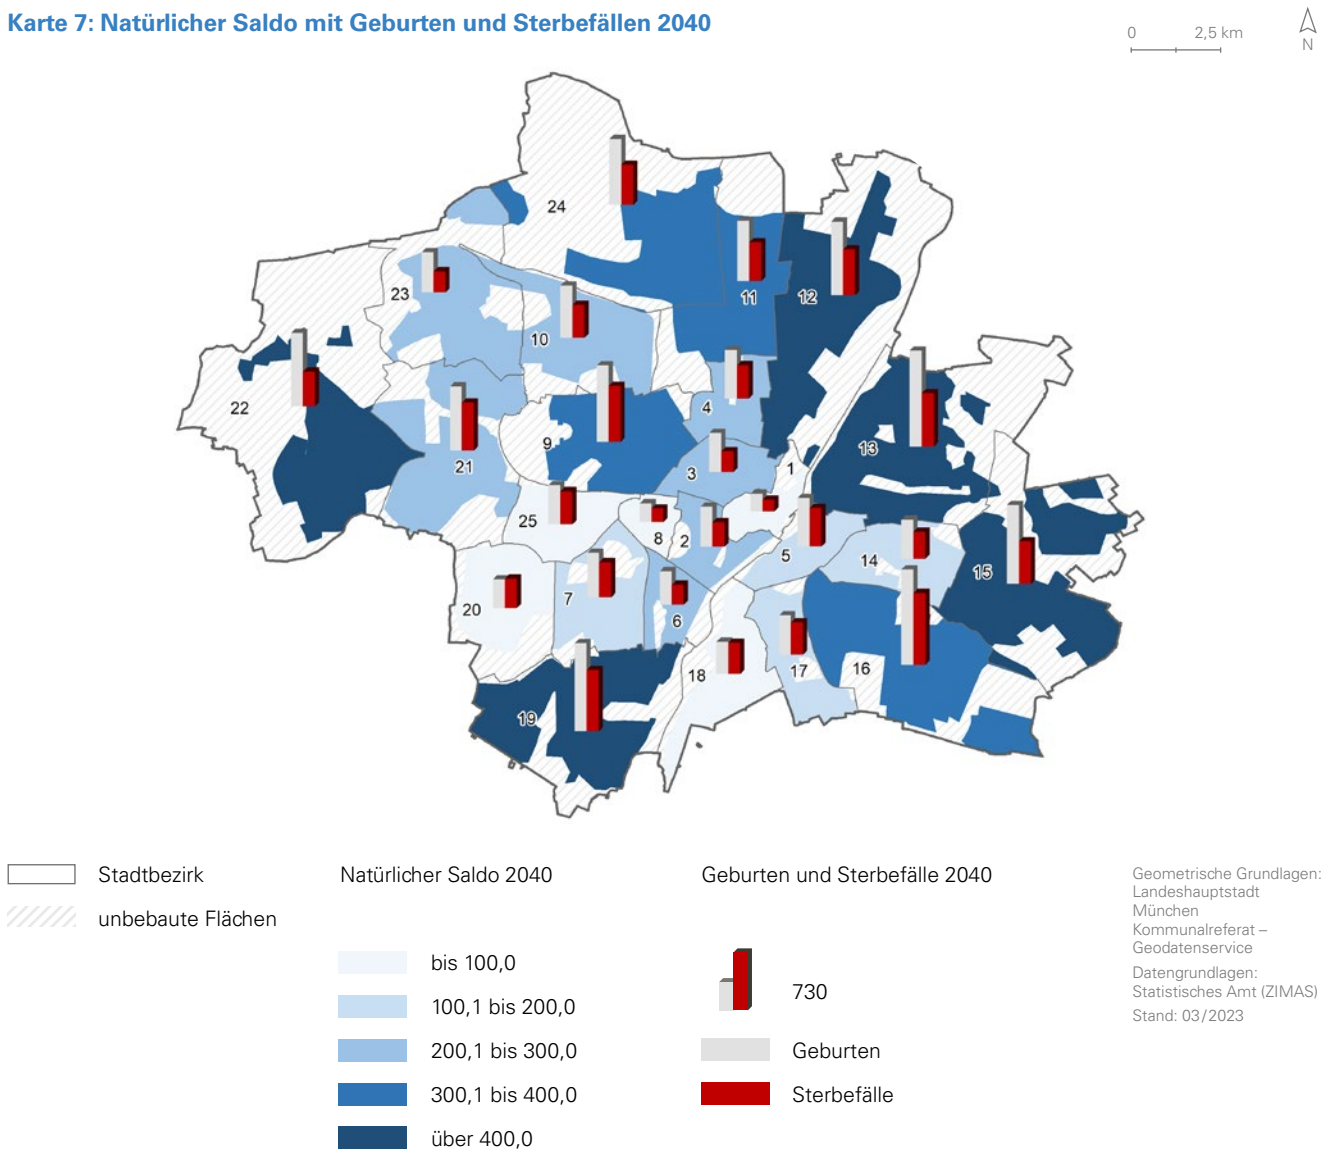 Karte 7: Natürlicher Saldo mit Geburten und Sterbefällen 2040
0 2,5 km
N
24
23
11
12
10
22
4
9
13
21
3
1
25
8
2
5
14
15
20
7
6
18
17
16
19
Stadtbezirk
unbebaute Flächen
Natürlicher Saldo 2040
bis 100,0
100,1 bis 200,0
200,1 bis 300,0
300,1 bis 400,0
über 400,0
Geburten und Sterbefälle 2040
730
Geburten
Sterbefälle
Geometrische Grundlagen:
Landeshauptstadt
München
Kommunalreferat –
Geodatenservice
Datengrundlagen:
Statistisches Amt (ZIMAS)
Stand: 03/2023